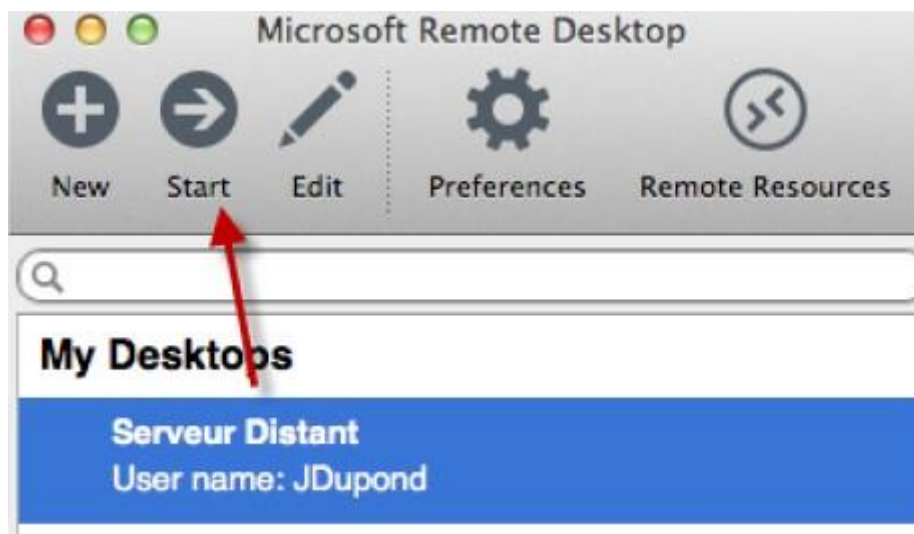 Microsoft Remote Desktop
New Start Edit Preferences Remote Resources
My Desktops
Serveur Distant
User name: JDupond